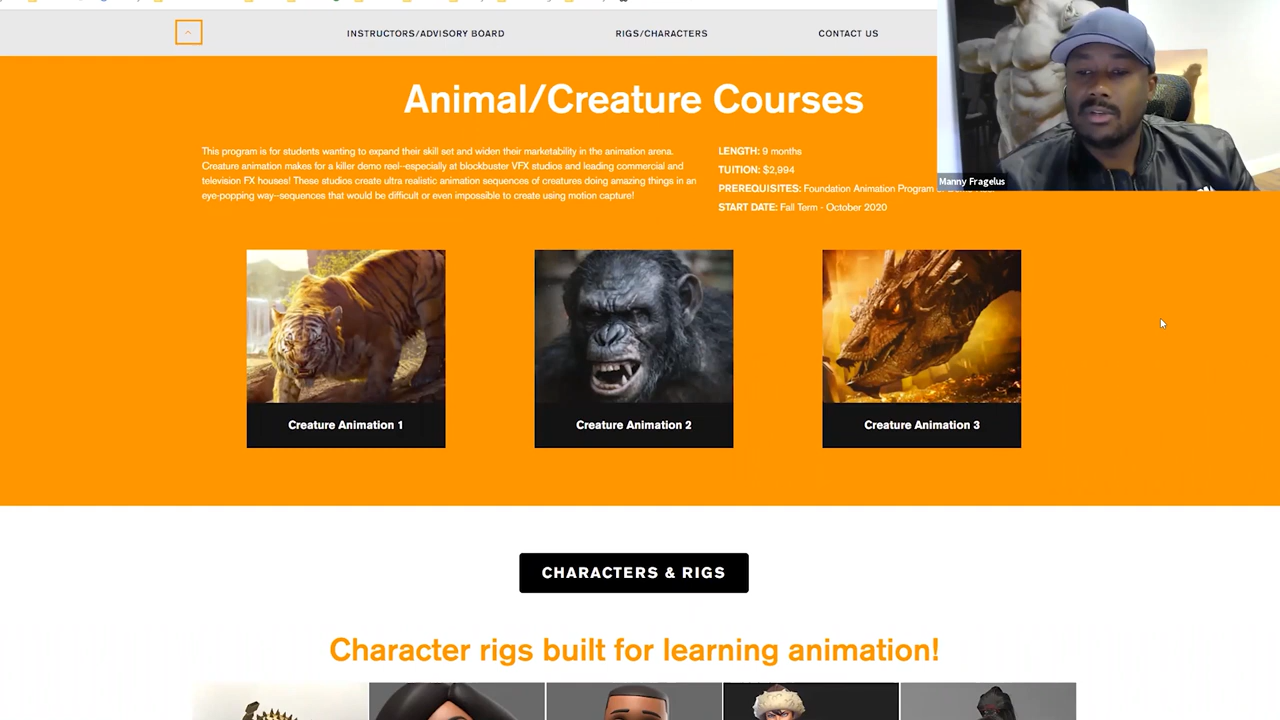 INSTRUCTORS/ADVISORY BOARD
RIGS/CHARACTERS
CONTACT US
Animal/Creature Courses
This program is for students wanting to expand their skill set and widen their marketability in the animation arena.
Creature animation makes for a killer demo reel--especially at blockbuster VFX studios and leading commercial and
television FX houses! These studios create ultra realistic animation sequences of creatures doing amazing things in an
eye-popping way--sequences that would be difficult or even impossible to create using motion capture!
LENGTH: 9 months
TUITION: $2,994
PREREQUISITES: Foundation Animation Program
START DATE: Fall Term - October 2020
Manny Fragelus
Creature Animation 1
Creature Animation 2
Creature Animation 3
CHARACTERS & RIGS
Character rigs built for learning animation!